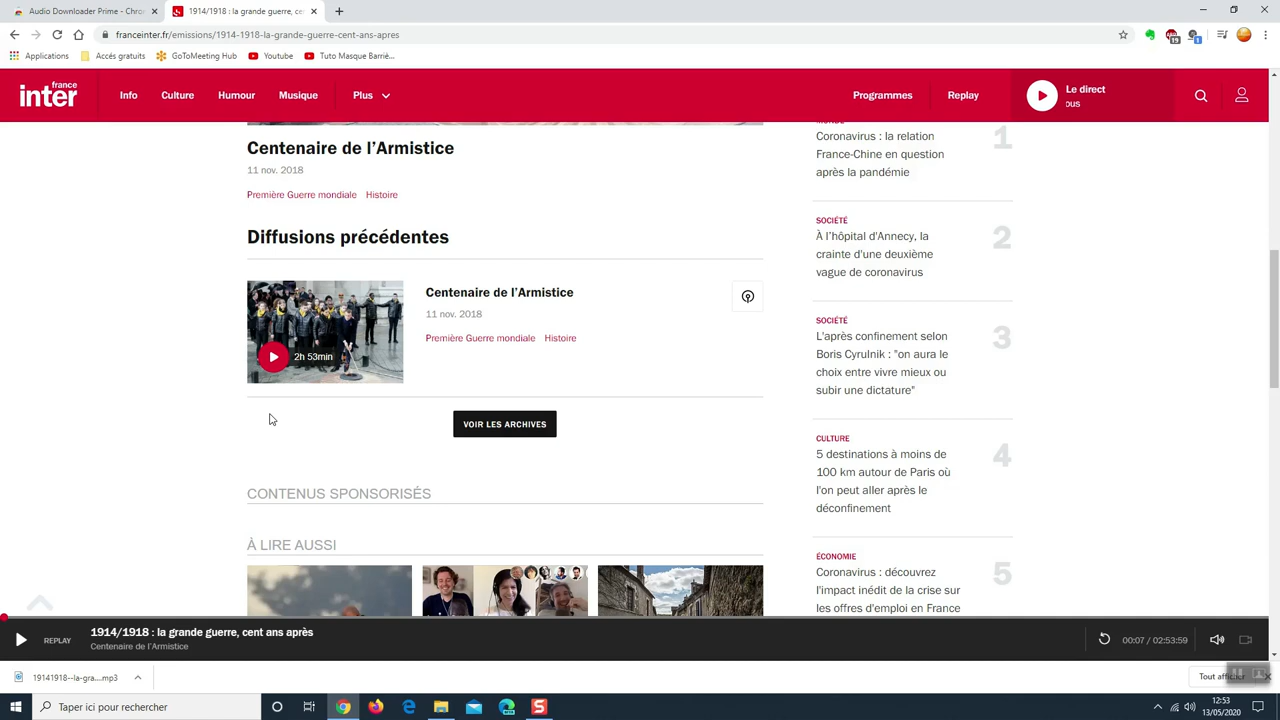 Audio Downloader Prime - Chro
1914/1918 : la grande guerre, ce
franceinter.fr/emissions/1914-1918-la-grande-guerre-cent-ans-apres
Applications
Accés gratuits
GoToMeeting Hub
Youtube
Tuto Masque Barriè...
france
inter
Info
Culture
Humour
Musique
Plus
Programmes
Replay
Le direct
ous
Centenaire de l'Armistice
11 nov. 2018
Première Guerre mondiale Histoire
Diffusions précédentes
2h 53min
Centenaire de l'Armistice
11 nov. 2018
Première Guerre mondiale Histoire
VOIR LES ARCHIVES
CONTENUS SPONSORISÉS
À LIRE AUSSI
MONDE
Coronavirus : la relation
France-Chine en question
après la pandémie
1
SOCIÉTÉ
À l'hôpital d'Annecy, la
crainte d'une deuxième
vague de coronavirus
2
SOCIÉTÉ
L'après confinement selon
Boris Cyrulnik : "on aura le
choix entre vivre mieux ou
subir une dictature"
3
CULTURE
5 destinations à moins de
100 km autour de Paris où
l'on peut aller après le
déconfinement
4
ÉCONOMIE
Coronavirus : découvrez
l'impact inédit de la crise sur
les offres d'emploi en France
5
REPLAY
1914/1918 : la grande guerre, cent ans après
Centenaire de l'Armistice
00:07 / 02:53:59
19141918--la-gra....mp3
Tout afficher
Taper ici pour rechercher
12:53
13/05/2020